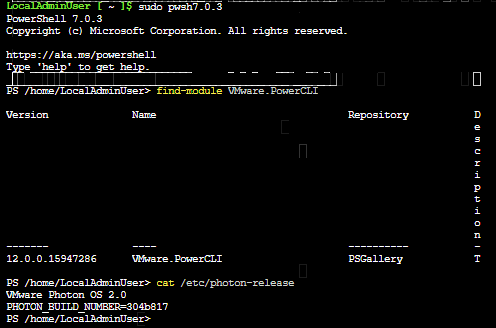 LocalAdminUser [ ~ ]$ sudo pwsh7.0.3
PowerShell 7.0.3
Copyright (c) Microsoft Corporation. All rights reserved.
https://aka.ms/powershell
Type 'help' to get help.
PS /home/LocalAdminUser> find-module VMware.PowerCLI
Version Name Repository D
e
s
c
r
i
p
t
i
o
n
------- ---- ---------- -
12.0.0.15947286 VMware.PowerCLI PSGallery T
PS /home/LocalAdminUser> cat /etc/photon-release
VMware Photon OS 2.0
PHOTON_BUILD_NUMBER=304b817
PS /home/LocalAdminUser>